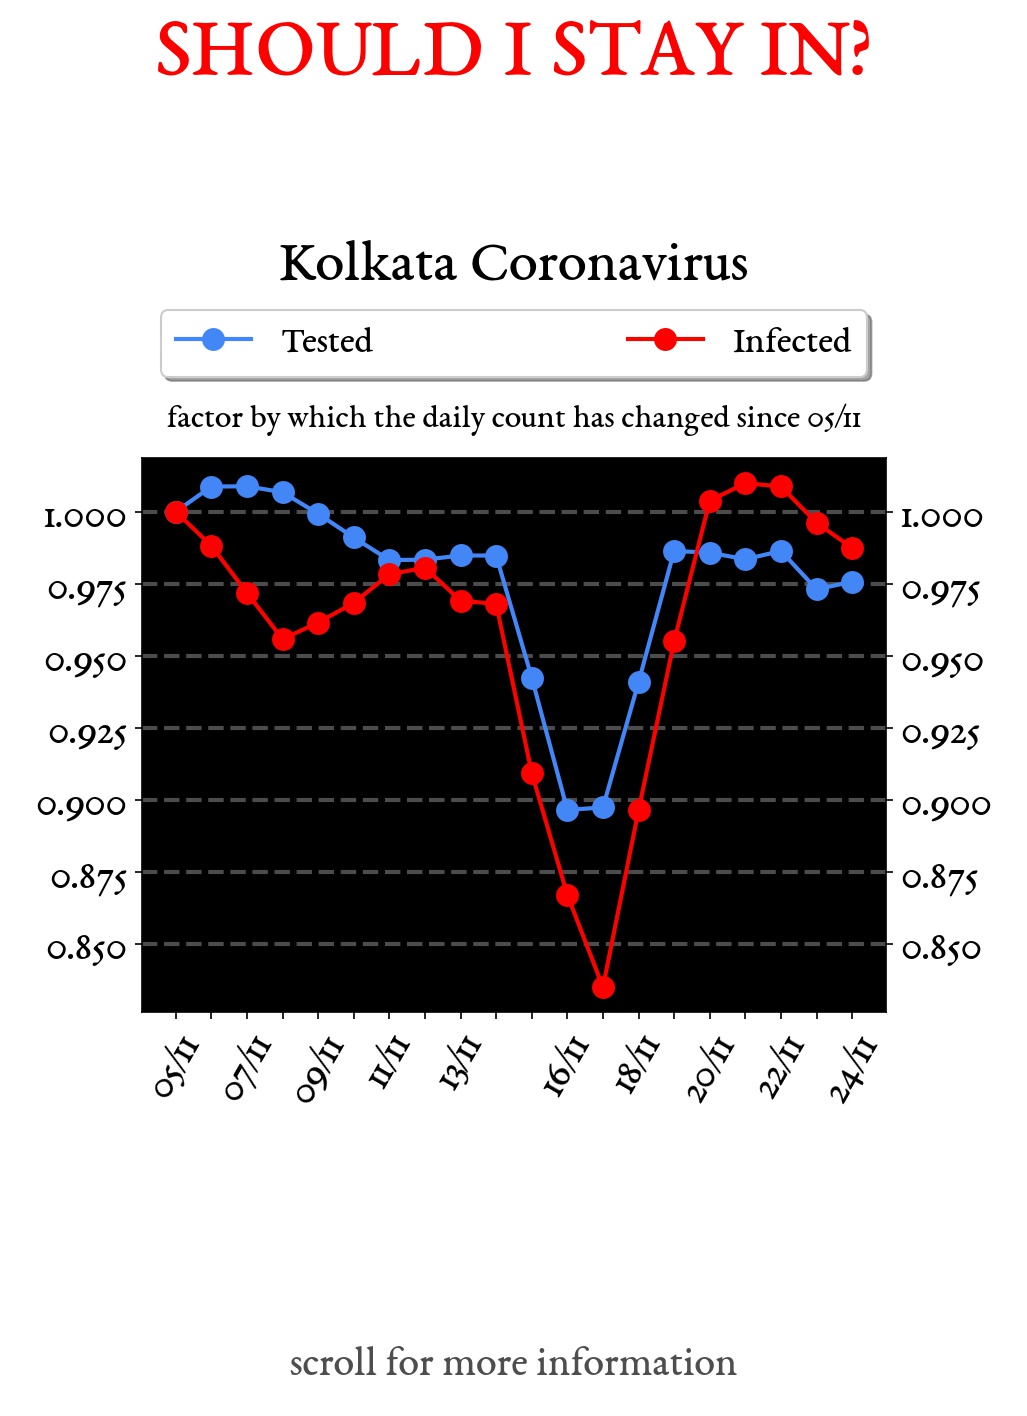 SHOULD I STAY IN?
Kolkata Coronavirus
Tested Infected
factor by which the daily count has changed since 05/11
1.000 1.000
0.975 0.975
0.950 0.950
0.925 0.925
0.900 0.900
0.875 0.875
0.850 0.850
05/11 07/11 09/11 11/11 13/11 16/11 18/11 20/11 22/11 24/11
scroll for more information